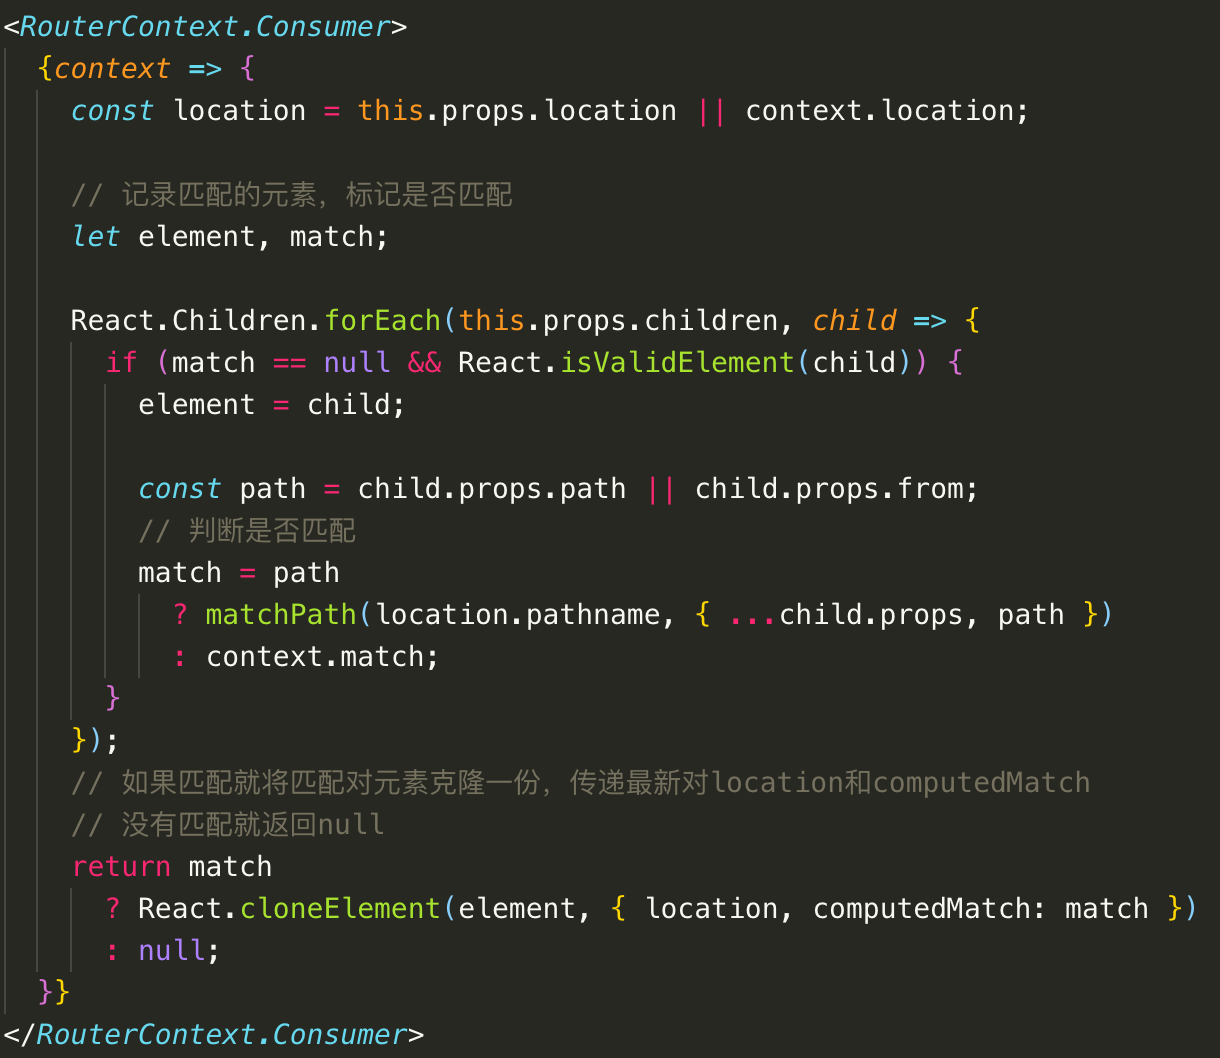 <RouterContext.Consumer>
{context => {
const location = this.props.location || context.location;
// 记录匹配的元素，标记是否匹配
let element, match;
React.Children.forEach(this.props.children, child => {
if (match == null && React.isValidElement(child)) {
element = child;
const path = child.props.path || child.props.from;
// 判断是否匹配
match = path
? matchPath(location.pathname, { ...child.props, path })
: context.match;
}
});
// 如果匹配就将匹配对元素克隆一份，传递最新对location和computedMatch
// 没有匹配就返回null
return match
? React.cloneElement(element, { location, computedMatch: match })
: null;
}}
</RouterContext.Consumer>